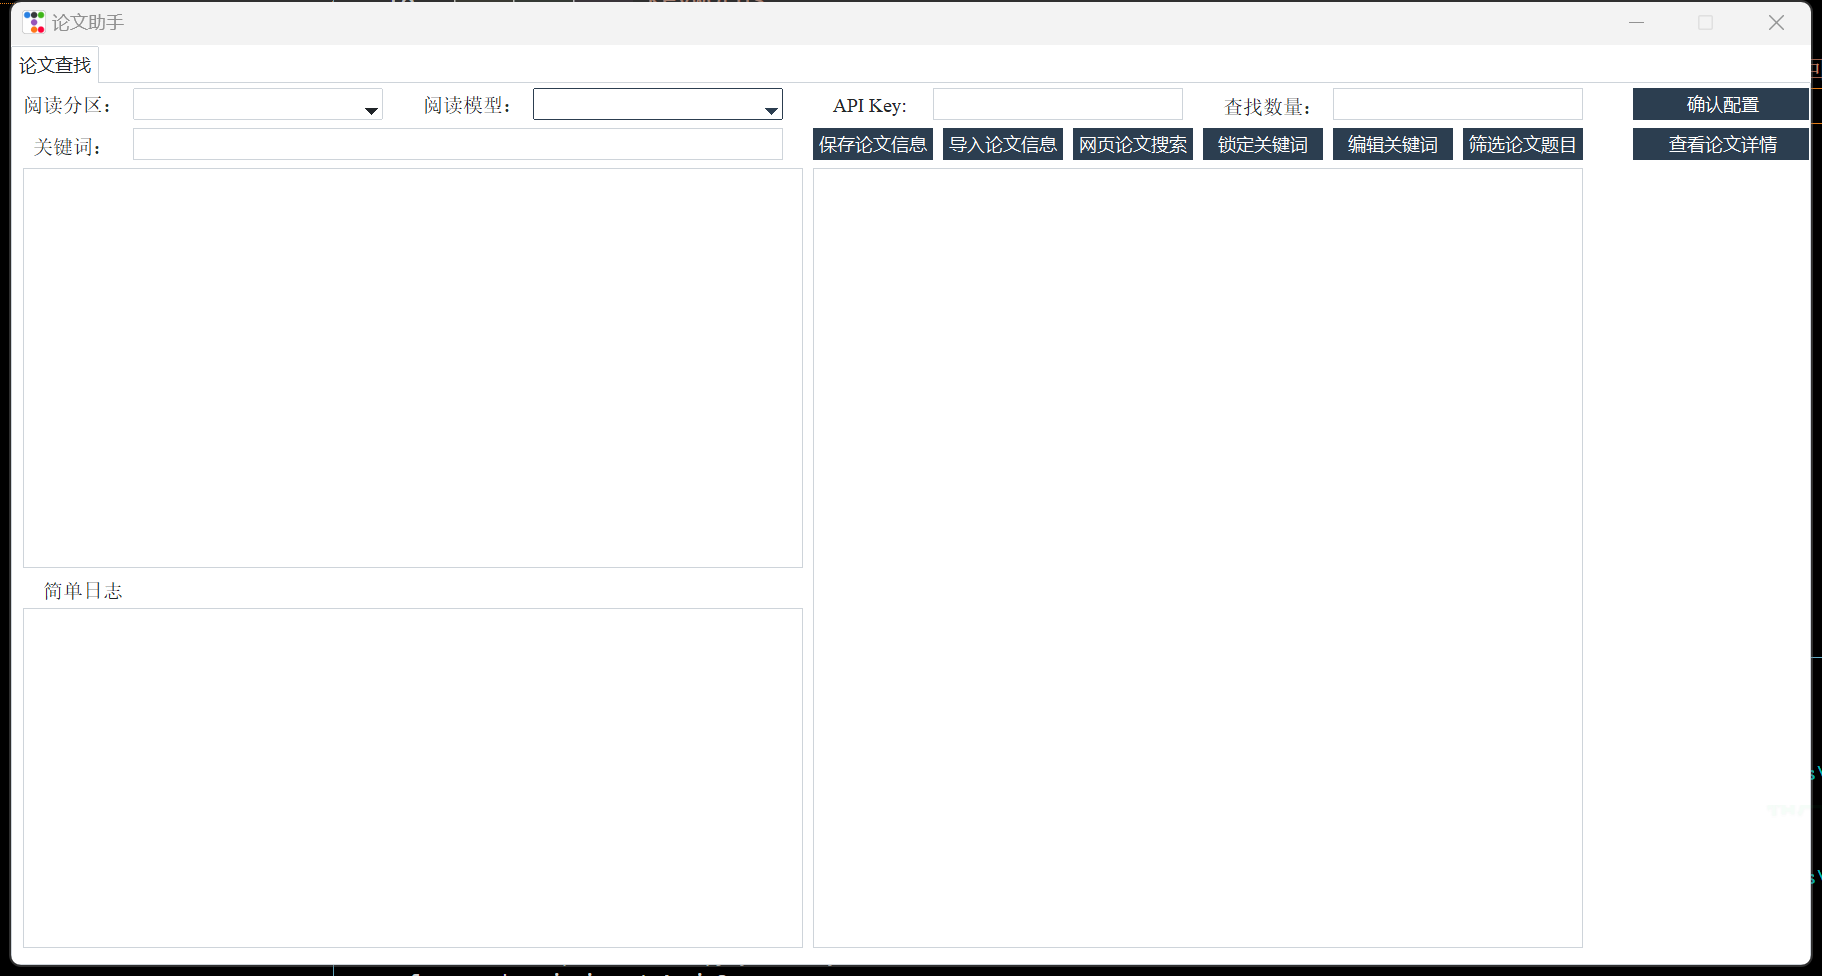 论文助手
论文查找
阅读分区：
阅读模型：
API Key:
查找数量：
确认配置
关键词：
保存论文信息
导入论文信息
网页论文搜索
锁定关键词
编辑关键词
筛选论文题目
查看论文详情
简单日志